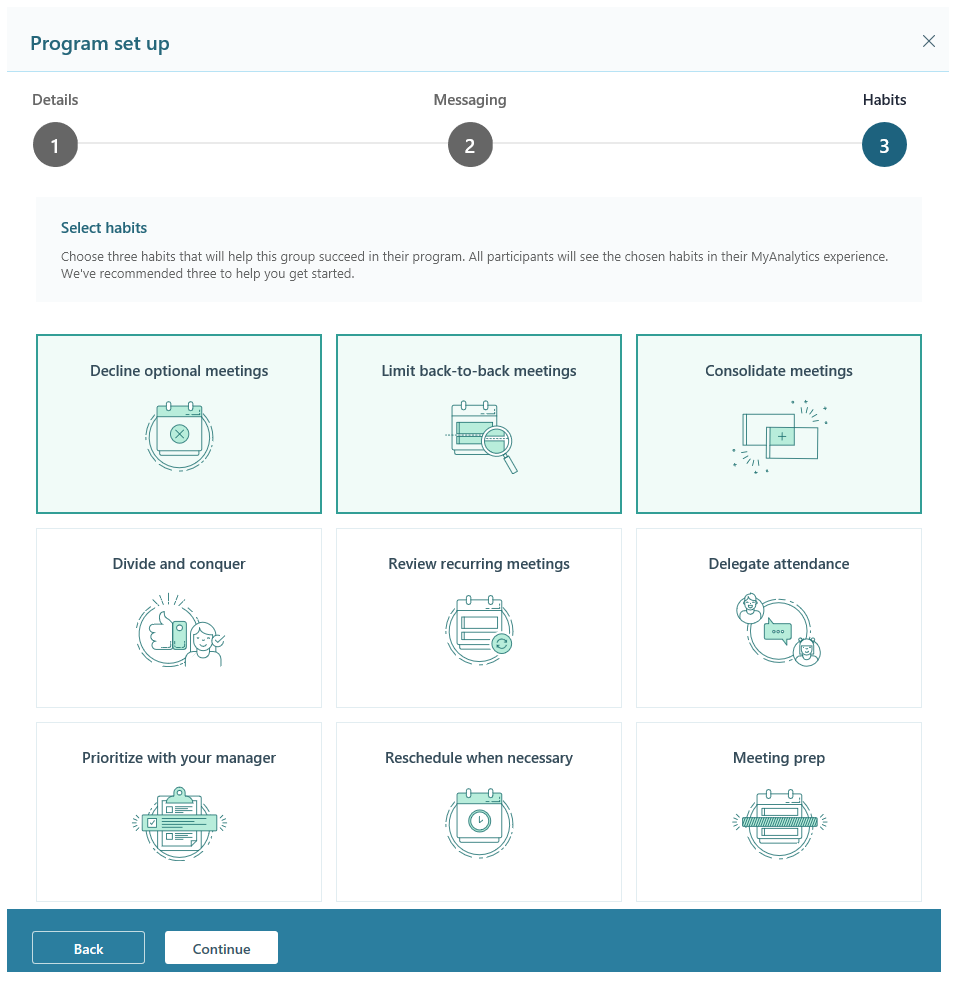 Program set up
Details
Messaging
Habits
1
2
3
Select habits
Choose three habits that will help this group succeed in their program. All participants will see the chosen habits in their MyAnalytics experience.
We've recommended three to help you get started.
Decline optional meetings
Limit back-to-back meetings
Consolidate meetings
Divide and conquer
Review recurring meetings
Delegate attendance
Prioritize with your manager
Reschedule when necessary
Meeting prep
Back
Continue